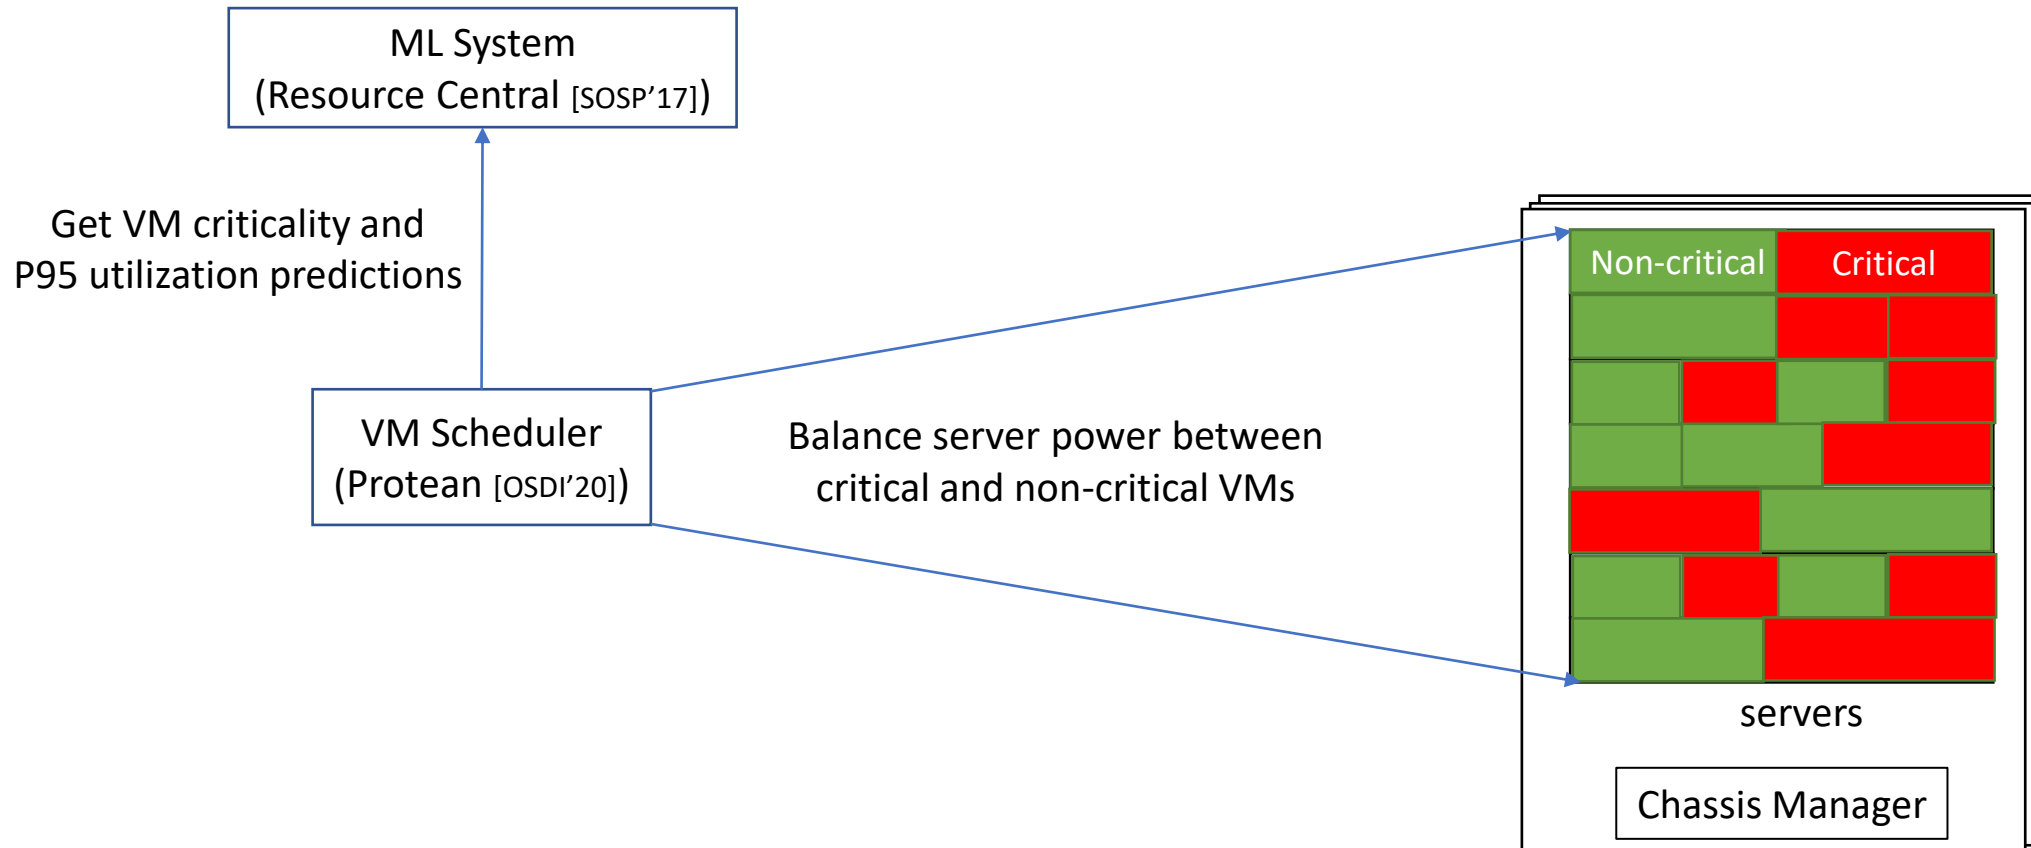 ML System
(Resource Central [SOSP’17])
Get VM criticality and
P95 utilization predictions
VM Scheduler
(Protean [OSDI’20])
Balance server power between
critical and non-critical VMs
Non-critical
Critical
servers
Chassis Manager